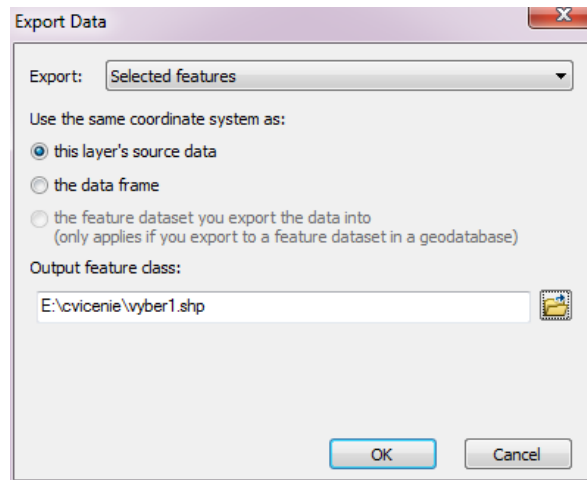 Export Data
Export: Selected features
Use the same coordinate system as:
this layer's source data
the data frame
the feature dataset you export the data into
(only applies if you export to a feature dataset in a geodatabase)
Output feature class:
E:\cvicenie\vyber1.shp
OK Cancel